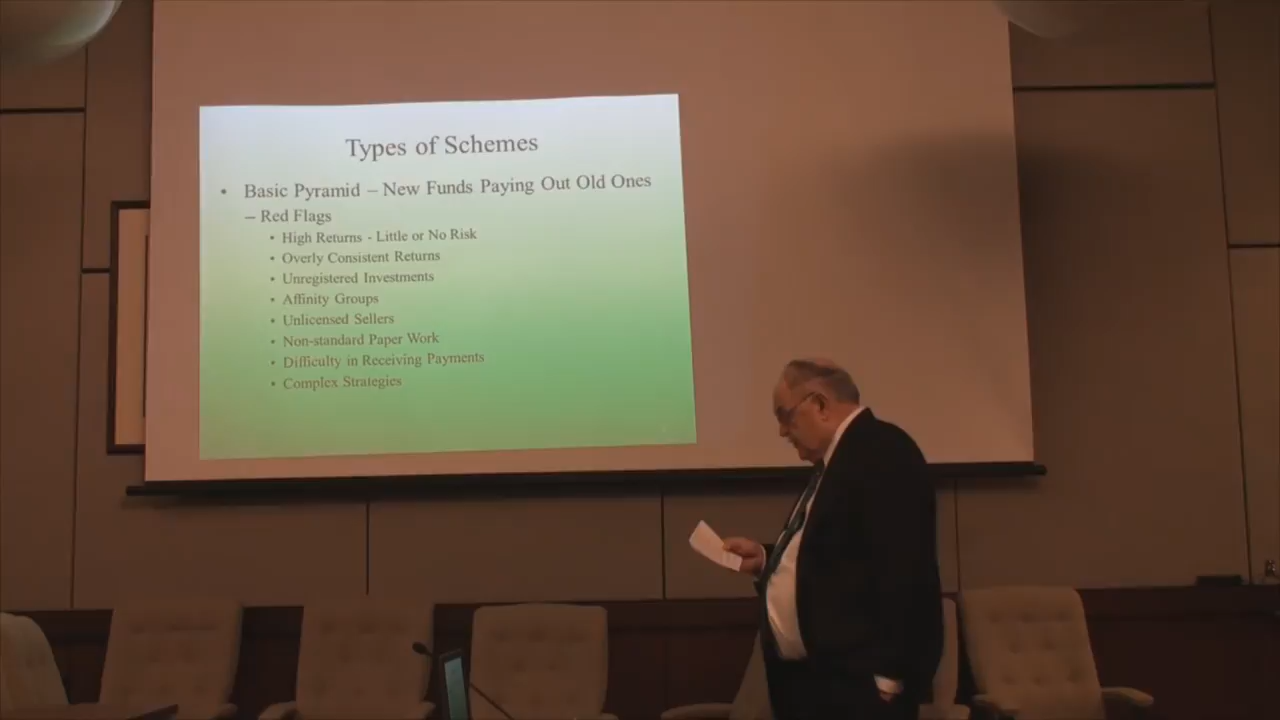 Types of Schemes
• Basic Pyramid – New Funds Paying Out Old Ones
– Red Flags
• High Returns - Little or No Risk
• Overly Consistent Returns
• Unregistered Investments
• Affinity Groups
• Unlicensed Sellers
• Non-standard Paper Work
• Difficulty in Receiving Payments
• Complex Strategies